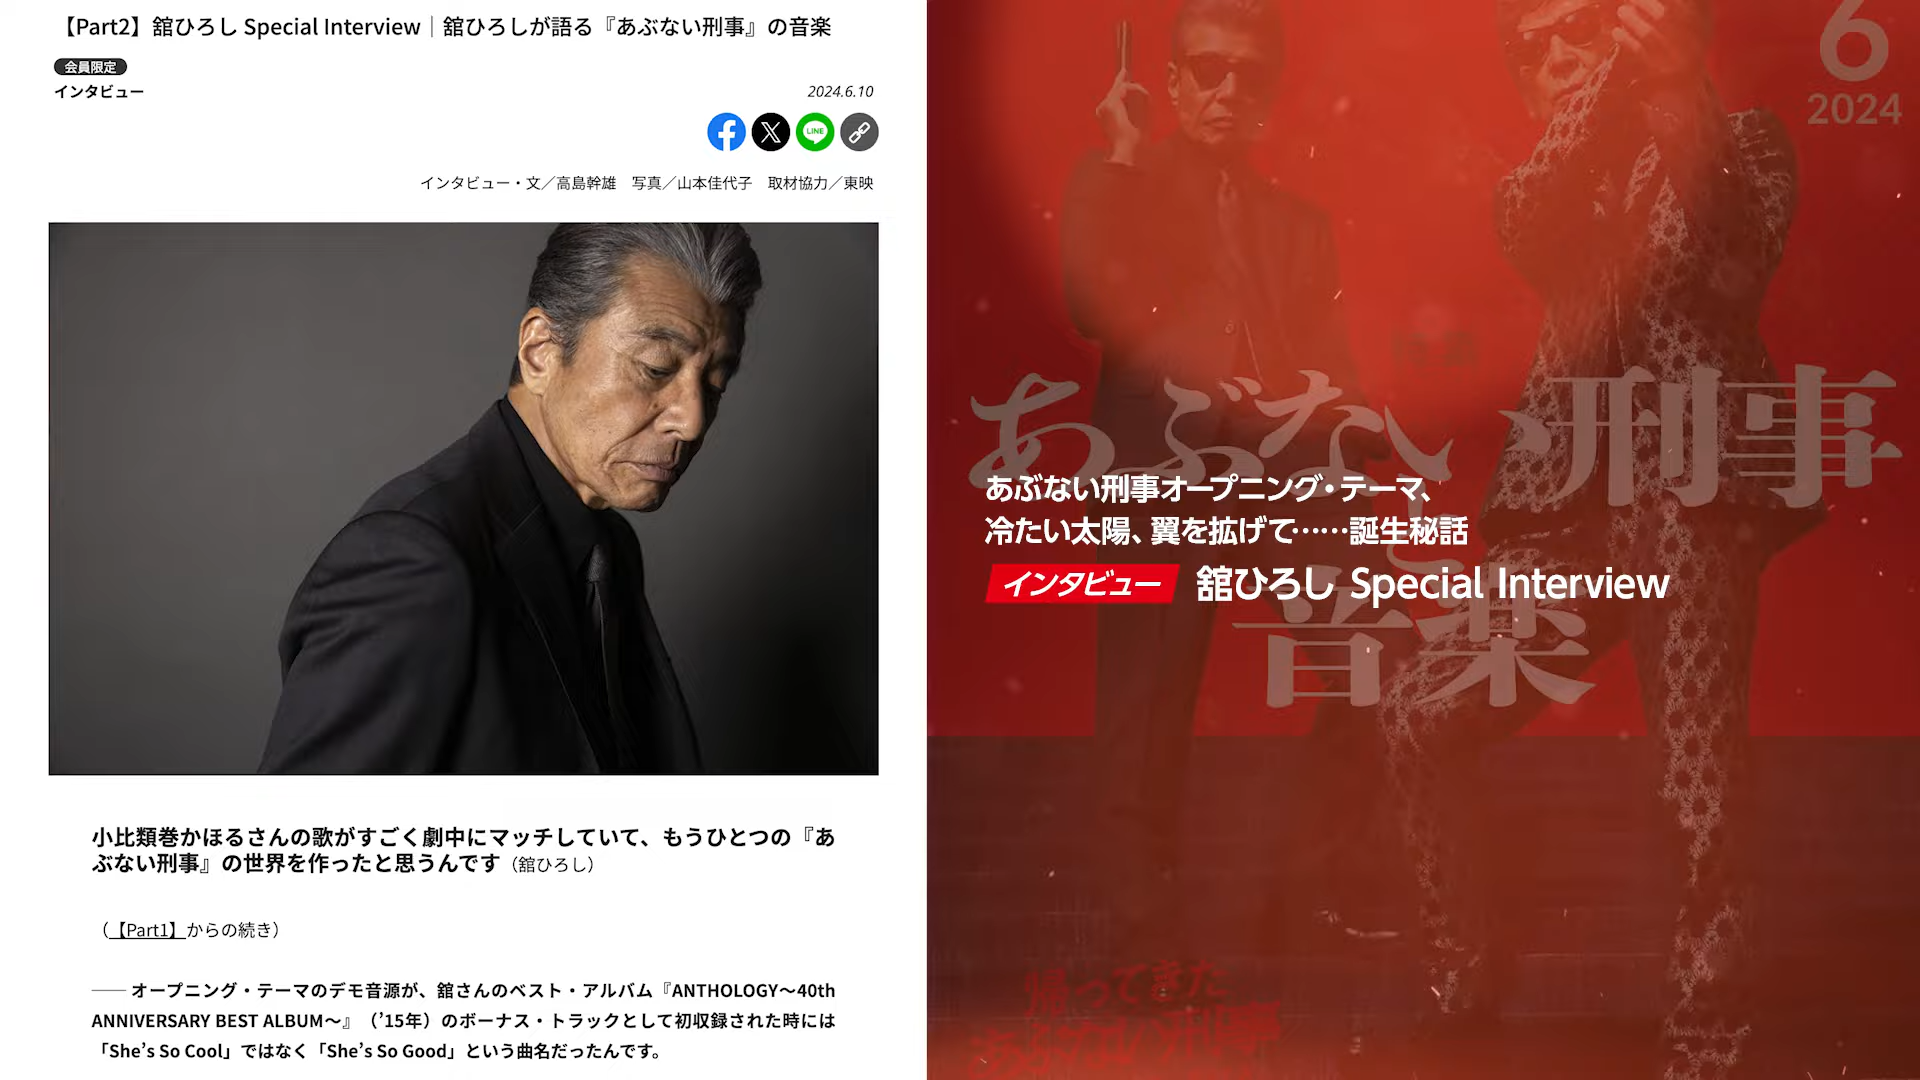 【Part2】舘ひろし Special Interview｜舘ひろしが語る『あぶない刑事』の音楽
会員限定
インタビュー
2024.6.10
LINE
インタビュー・文／高島幹雄　写真／山本佳代子　取材協力／東映
小比類巻かほるさんの歌がすごく劇中にマッチしていて、もうひとつの『あ
ぶない刑事』の世界を作ったと思うんです（舘ひろし）
（【Part1】からの続き）
―― オープニング・テーマのデモ音源が、舘さんのベスト・アルバム『ANTHOLOGY～40th
ANNIVERSARY BEST ALBUM～』（’15年）のボーナス・トラックとして初収録された時には
「She’s So Cool」ではなく「She’s So Good」という曲名だったんです。
6
2024
特集
あぶない刑事
と
音楽
あぶない刑事オープニング・テーマ、
冷たい太陽、翼を拡げて……誕生秘話
インタビュー 舘ひろし Special Interview
帰ってきた
あぶない刑事